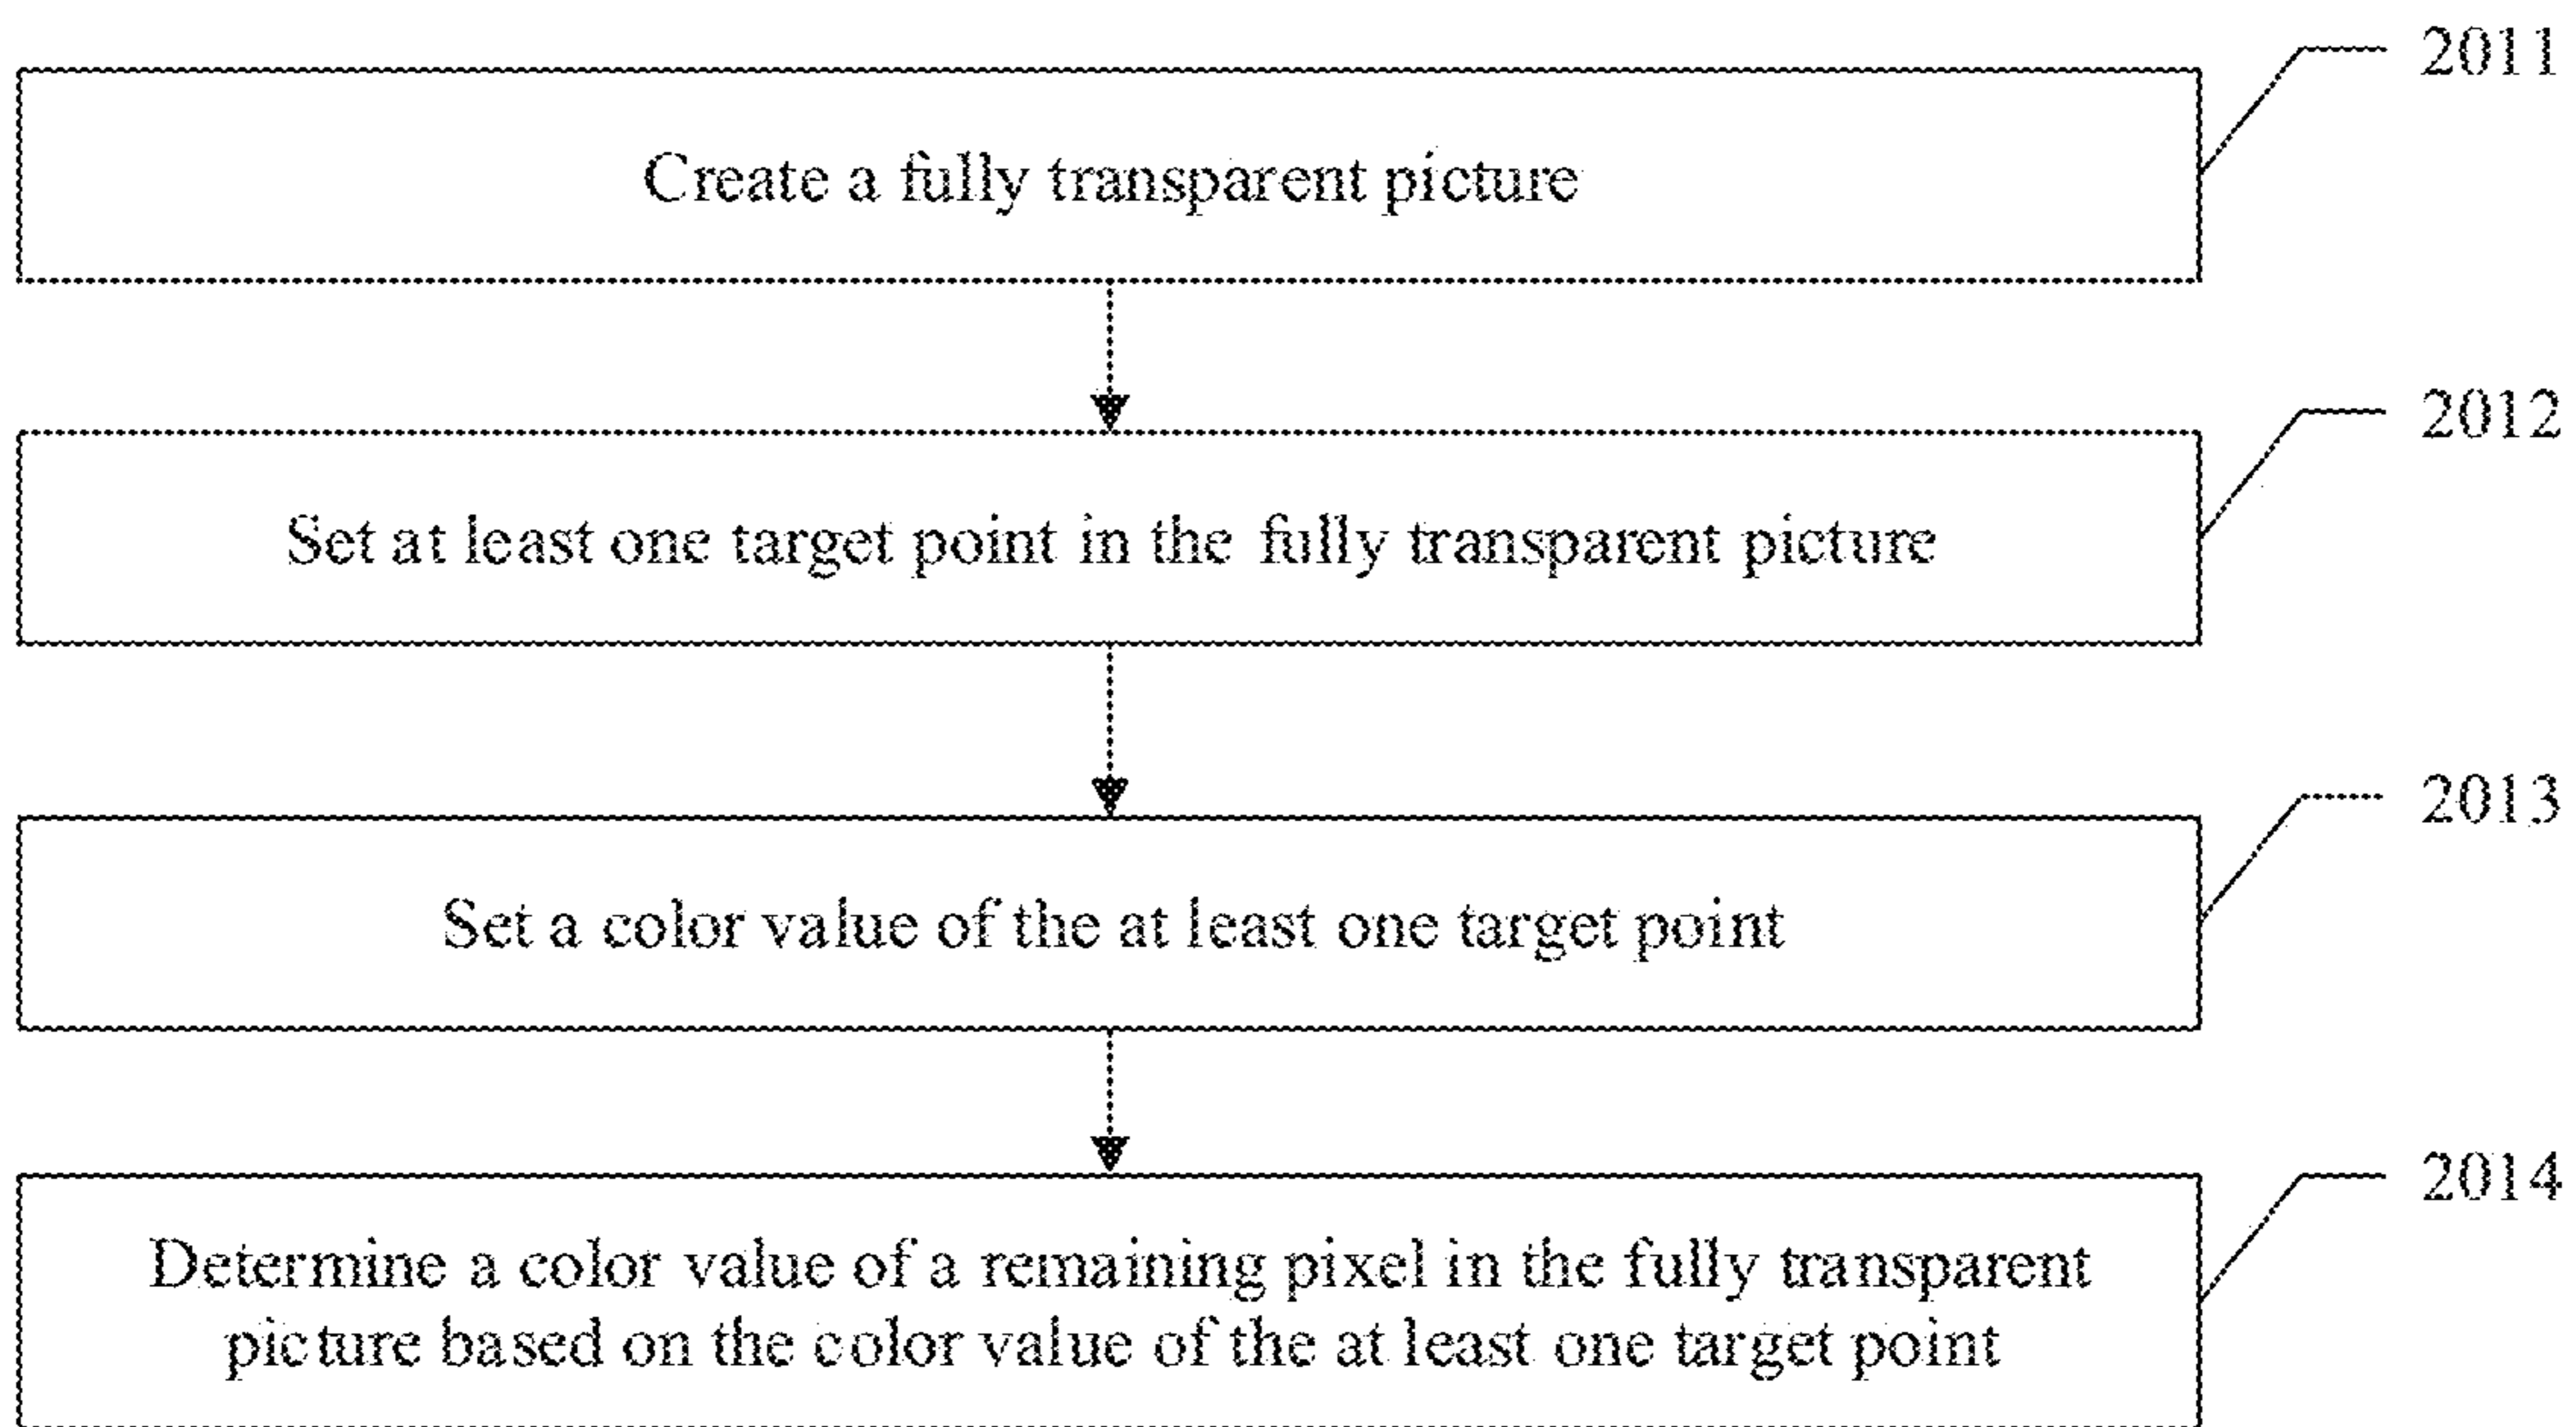 2011
Create a fully transparent picture
2012
Set at least one target point in the fully transparent picture
2013
Set a color value of the at least one target point
2014
Determine a color value of a remaining pixel in the fully transparent
picture based on the color value of the at least one target point